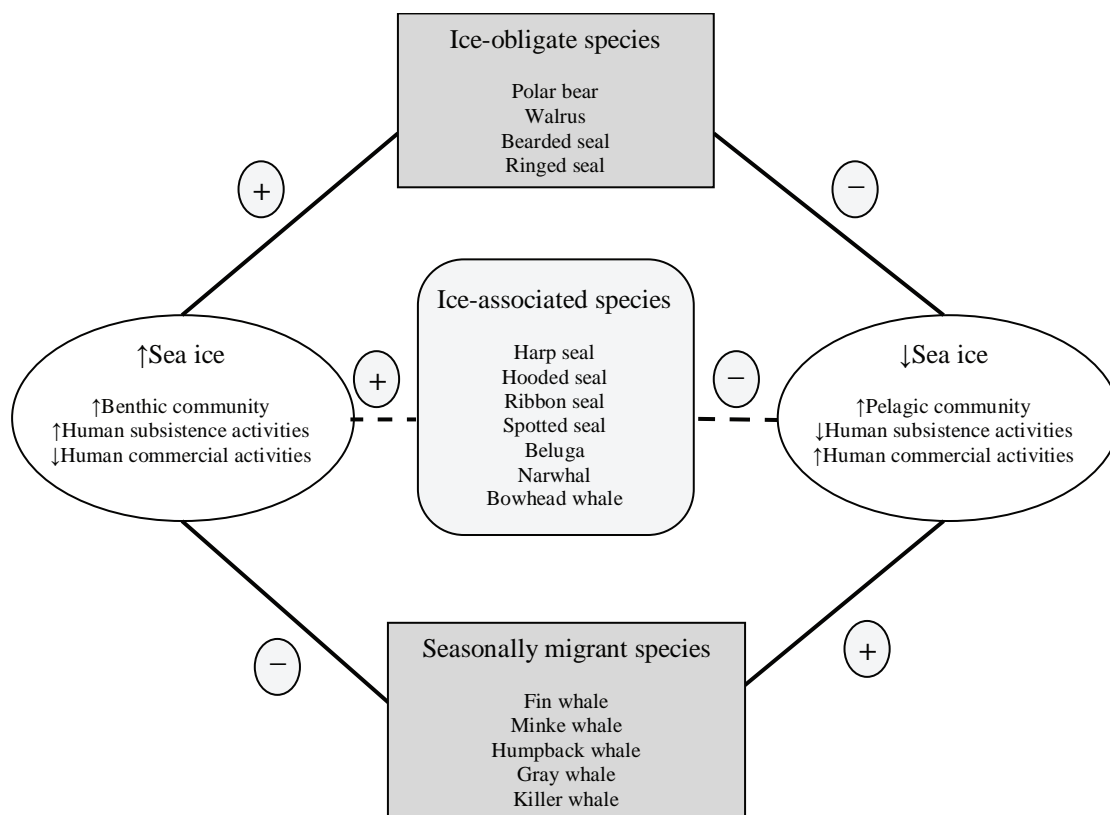 Ice-obligate species
Polar bear
Walrus
Bearded seal
Ringed seal
+
−
Ice-associated species
Harp seal
Hooded seal
Ribbon seal
Spotted seal
Beluga
Narwhal
Bowhead whale
↑Sea ice
↑Benthic community
↑Human subsistence activities
↓Human commercial activities
+
−
↓Sea ice
↑Pelagic community
↓Human subsistence activities
↑Human commercial activities
−
+
Seasonally migrant species
Fin whale
Minke whale
Humpback whale
Gray whale
Killer whale